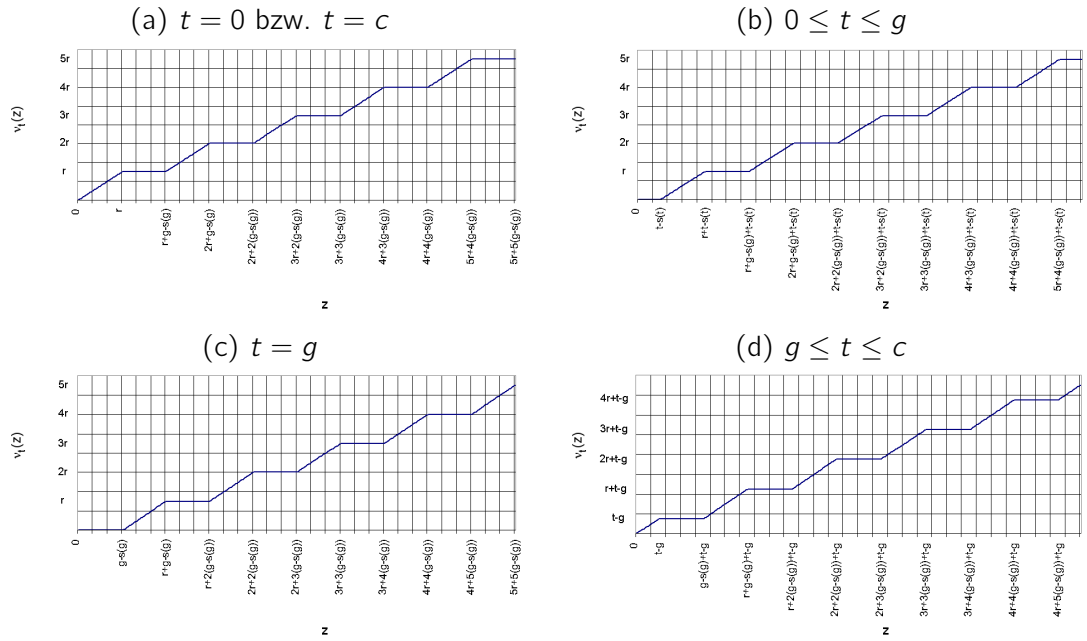 (a) t = 0 bzw. t = c
5r
4r
3r
2r
r
ν_t(z)
0
r
r+g-s(g)
2r+g-s(g)
2r+2(g-s(g))
3r+2(g-s(g))
3r+3(g-s(g))
4r+3(g-s(g))
4r+4(g-s(g))
5r+4(g-s(g))
5r+5(g-s(g))
z
(b) 0 ≤ t ≤ g
5r
4r
3r
2r
r
ν_t(z)
0
t-s(t)
r+t-s(t)
r+g-s(g)+t-s(t)
2r+g-s(g)+t-s(t)
2r+2(g-s(g))+t-s(t)
3r+2(g-s(g))+t-s(t)
3r+3(g-s(g))+t-s(t)
4r+3(g-s(g))+t-s(t)
4r+4(g-s(g))+t-s(t)
5r+4(g-s(g))+t-s(t)
z
(c) t = g
5r
4r
3r
2r
r
ν_t(z)
0
g-s(g)
r+g-s(g)
r+2(g-s(g))
2r+2(g-s(g))
2r+3(g-s(g))
3r+3(g-s(g))
3r+4(g-s(g))
4r+4(g-s(g))
4r+5(g-s(g))
5r+5(g-s(g))
z
(d) g ≤ t ≤ c
4r+t-g
3r+t-g
2r+t-g
r+t-g
t-g
ν_t(z)
0
t-g
g-s(g)+t-g
r+g-s(g)+t-g
r+2(g-s(g))+t-g
2r+2(g-s(g))+t-g
2r+3(g-s(g))+t-g
3r+3(g-s(g))+t-g
3r+4(g-s(g))+t-g
4r+4(g-s(g))+t-g
4r+5(g-s(g))+t-g
z